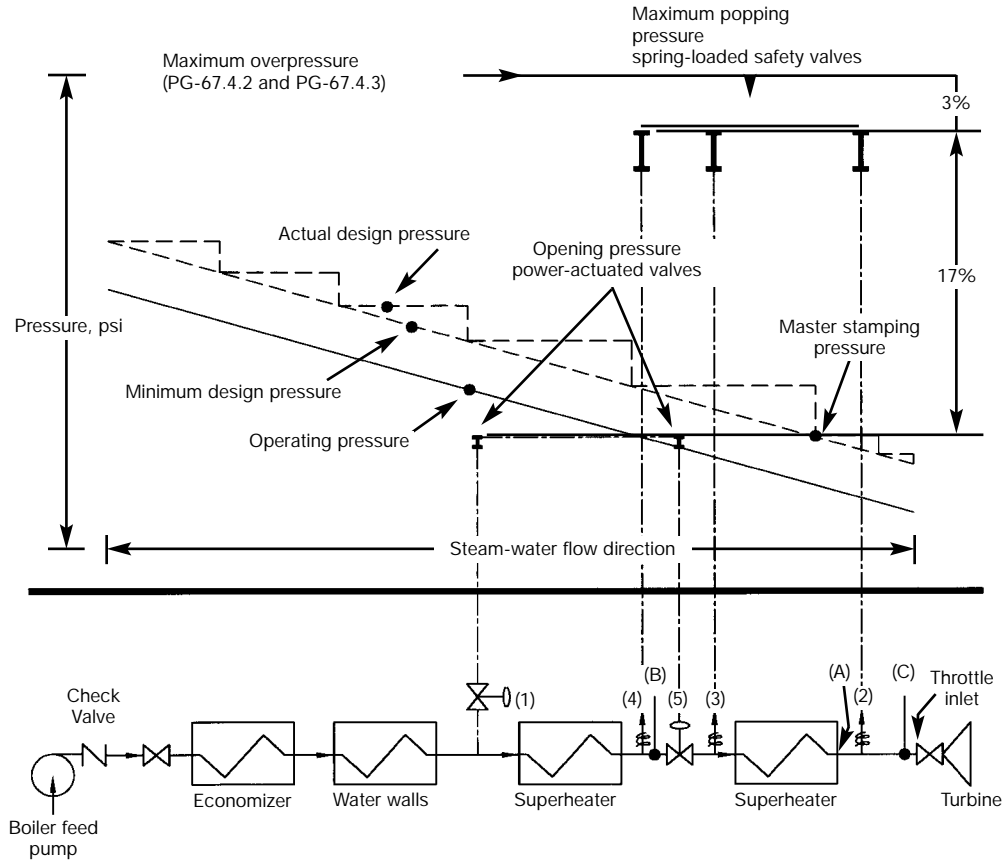 Maximum popping
pressure
spring-loaded safety valves
Maximum overpressure
(PG-67.4.2 and PG-67.4.3)
3%
Actual design pressure
Opening pressure
power-actuated valves
17%
Pressure, psi
Master stamping
pressure
Minimum design pressure
Operating pressure
Steam-water flow direction
Check
Valve
(1)
(4)
(B)
(5)
(3)
(A)
(2)
(C)
Throttle
inlet
Economizer
Water walls
Superheater
Superheater
Turbine
Boiler feed
pump